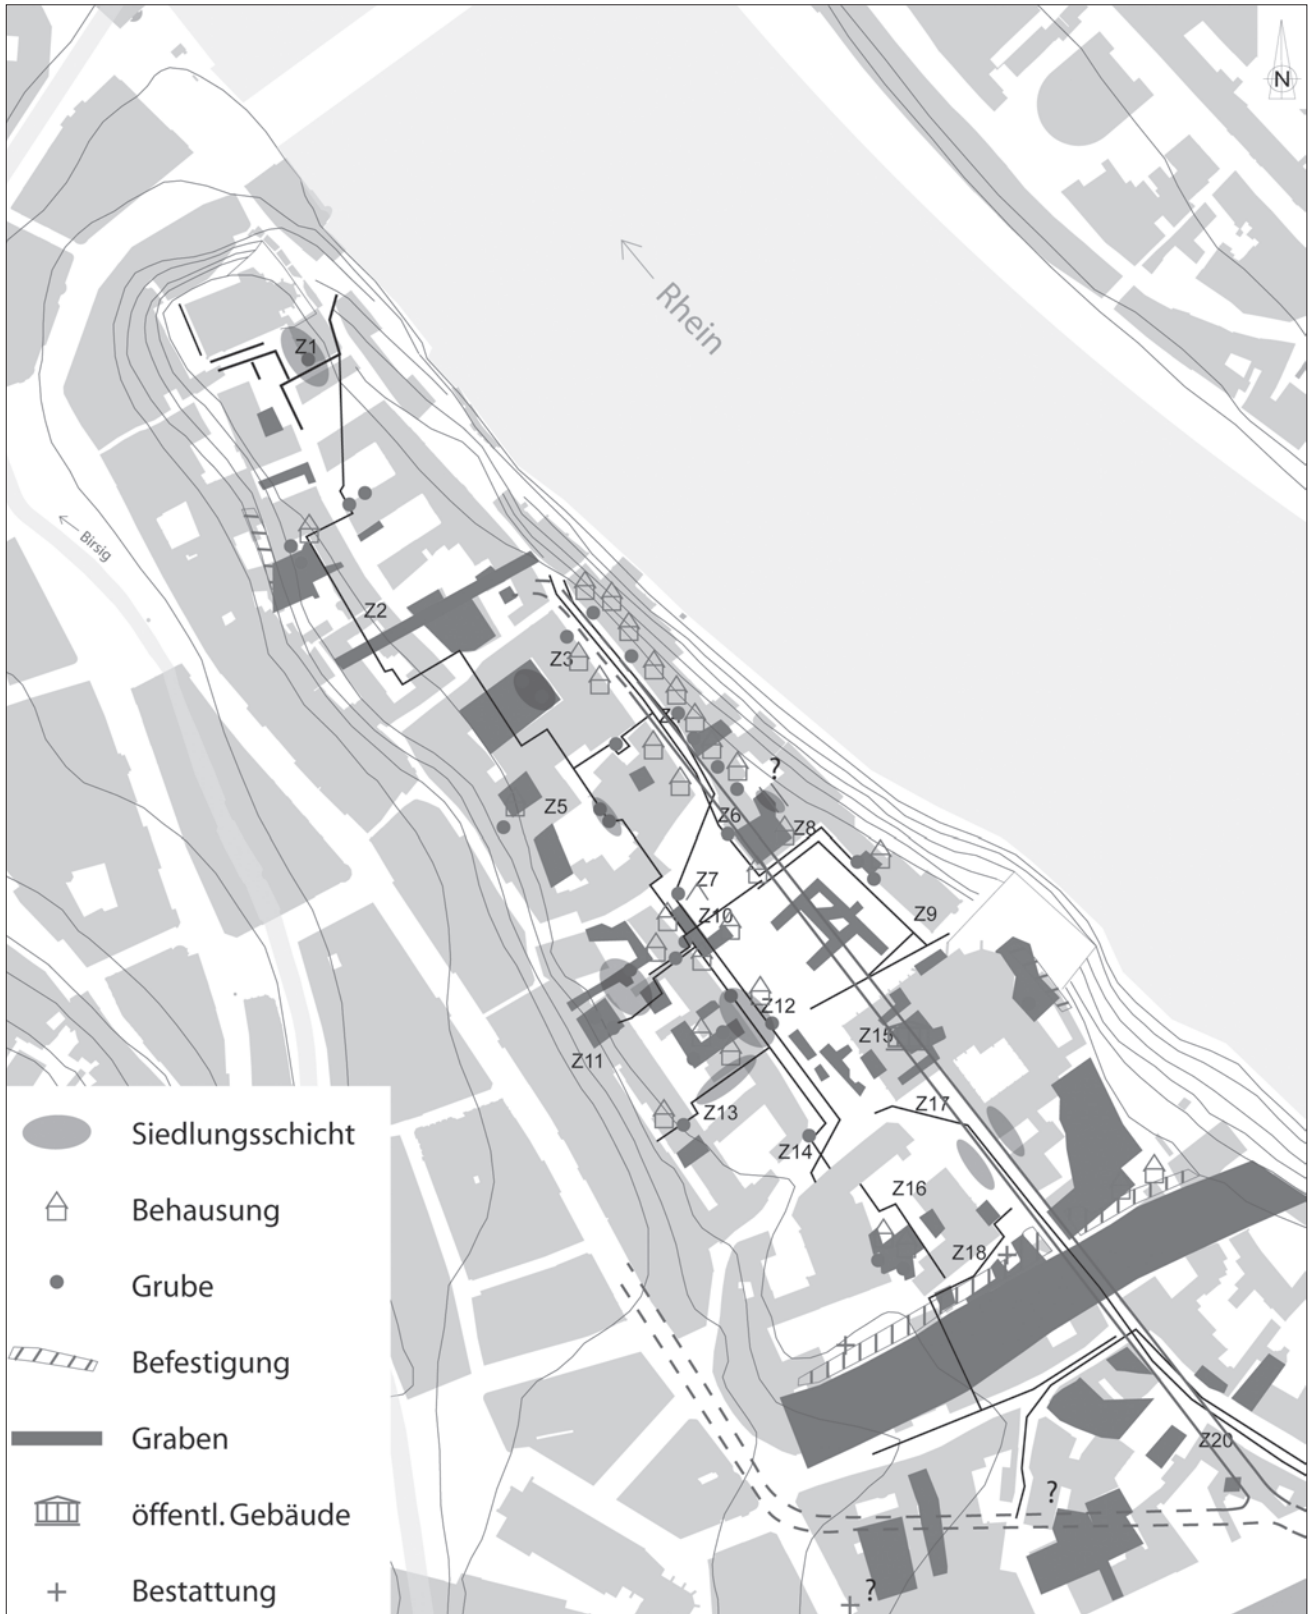 N
Rhein
Z1
Birsig
Z2
Z3
?
Z5
Z6
Z8
Z7
Z10
Z9
Z12
Z15
Z11
Z17
Z13
Z14
Z16
Z18
Z20
?
?
Siedlungsschicht
Behausung
Grube
Befestigung
Graben
öffentl. Gebäude
Bestattung